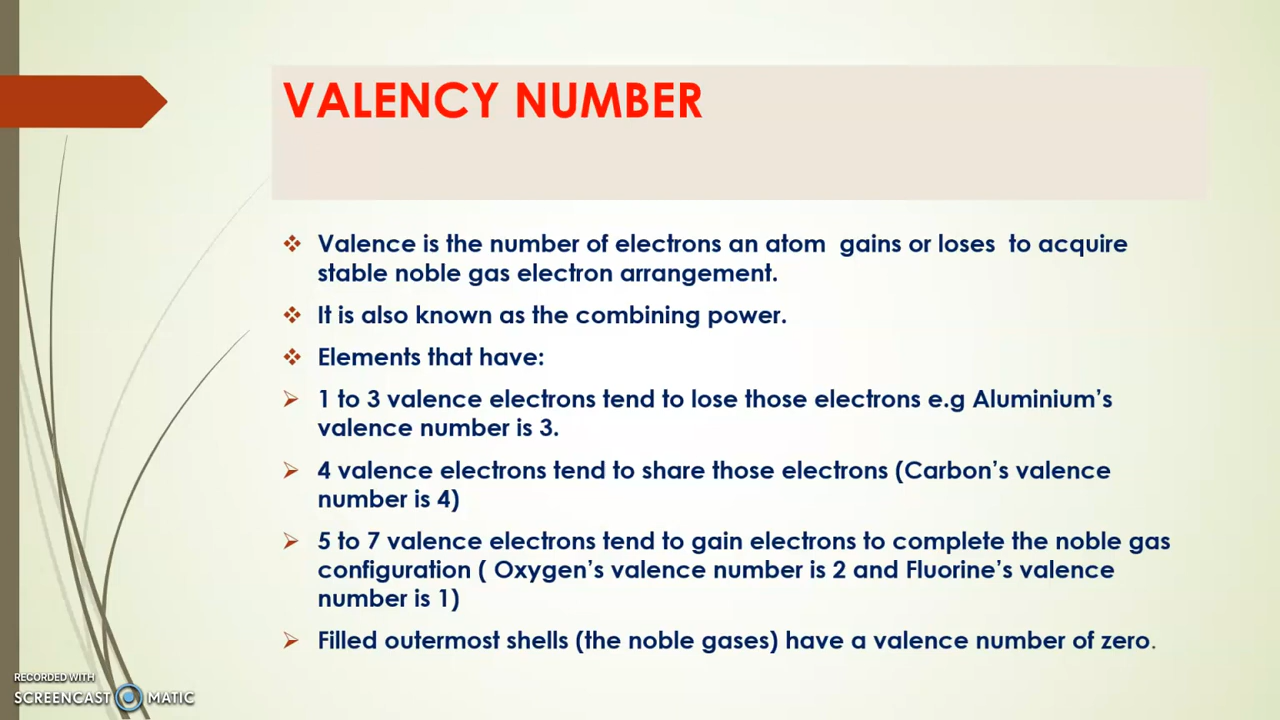 VALENCY NUMBER
Valence is the number of electrons an atom gains or loses to acquire
stable noble gas electron arrangement.
It is also known as the combining power.
Elements that have:
1 to 3 valence electrons tend to lose those electrons e.g Aluminium's
valence number is 3.
4 valence electrons tend to share those electrons (Carbon's valence
number is 4)
5 to 7 valence electrons tend to gain electrons to complete the noble gas
configuration ( Oxygen's valence number is 2 and Fluorine's valence
number is 1)
Filled outermost shells (the noble gases) have a valence number of zero.
RECORDED WITH
SCREENCAST MATIC